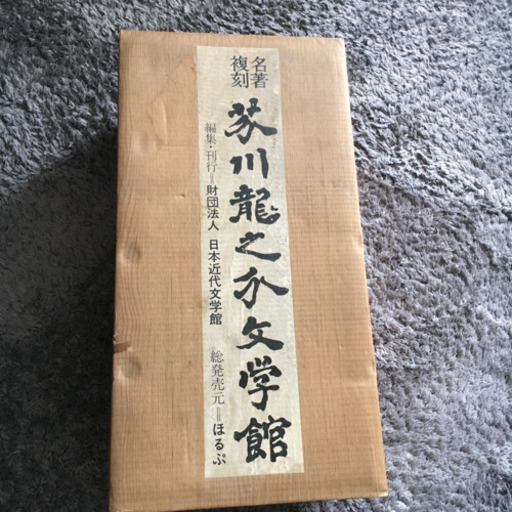 名著
複刻
芥川龍之介文学館
編集・刊行=財団法人 日本近代文学館
総発売元=ほるぷ